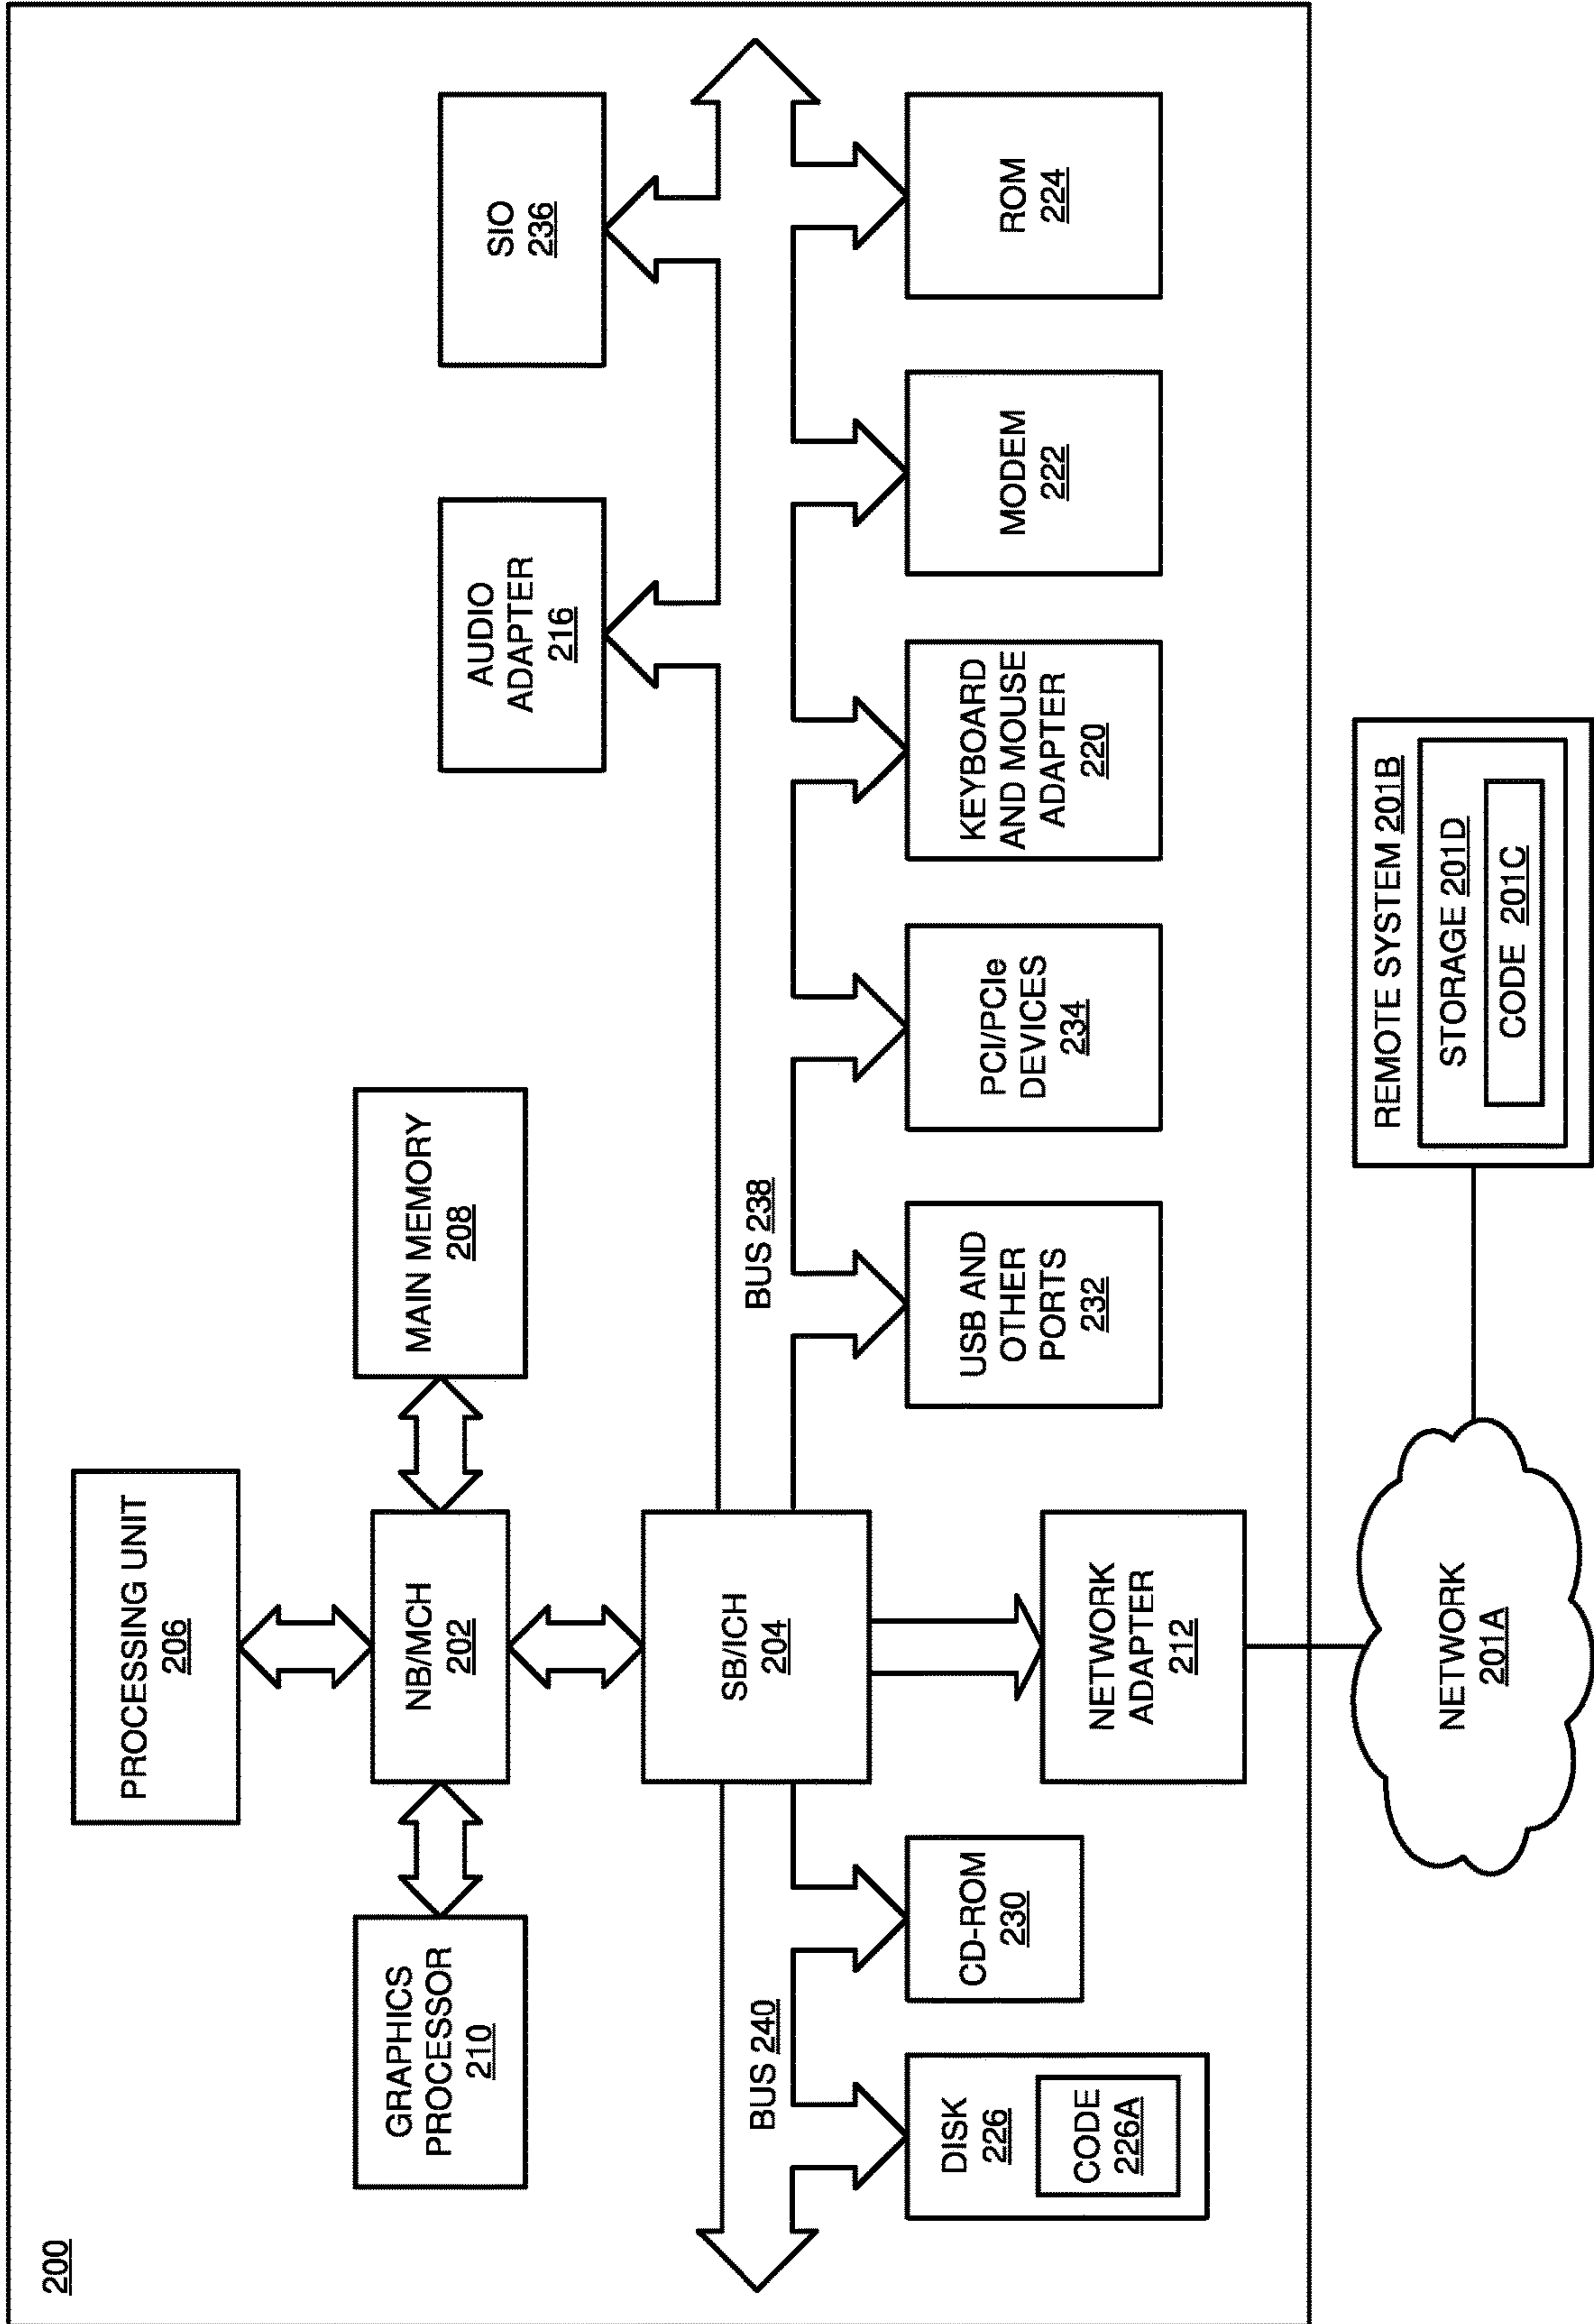 200
PROCESSING UNIT
206
GRAPHICS
PROCESSOR
210
NB/MCH
202
MAIN MEMORY
208
AUDIO
ADAPTER
216
SIO
236
SB/ICH
204
BUS 240
BUS 238
DISK
226
CODE
226A
CD-ROM
230
NETWORK
ADAPTER
212
USB AND
OTHER
PORTS
232
PCI/PCIe
DEVICES
234
KEYBOARD
AND MOUSE
ADAPTER
220
MODEM
222
ROM
224
NETWORK
201A
REMOTE SYSTEM 201B
STORAGE 201D
CODE 201C